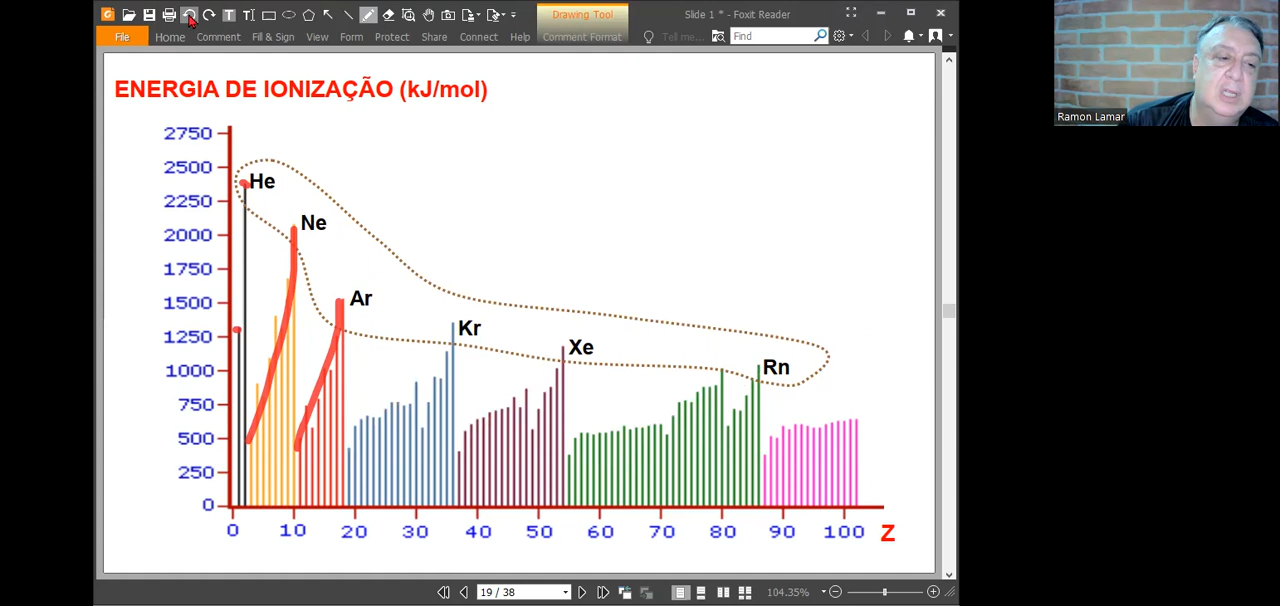 Drawing Tool
Slide 1 * - Foxit Reader
File Home Comment Fill & Sign View Form Protect Share Connect Help Comment Format Tell me... Find
Ramon Lamar
ENERGIA DE IONIZAÇÃO (kJ/mol)
2750
2500
He
2250
Ne
2000
1750
Ar
1500
Kr
1250
Xe
Rn
1000
750
500
250
0
0 10 20 30 40 50 60 70 80 90 100 Z
19 / 38
104.35%